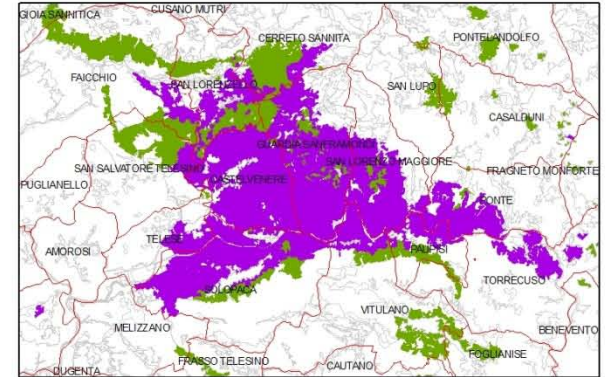 GIOIA SANNITICA
CUSANO MUTRI
CERRETO SANNITA
PONTELANDOLFO
FAICCHIO
SAN LORENZELLO
SAN LUPO
CASALDUNI
GUARDIA SANFRAMONDI
SAN LORENZO MAGGIORE
SAN SALVATORE TELESINO
FRAGNETO MONFORTE
PUGLIANELLO
CASTELVENERE
PONTE
TELESE
AMOROSI
PAUPISI
TORRECUSO
SOLOPACA
VITULANO
MELIZZANO
BENEVENTO
FOGLIANISE
FRASSO TELESINO
CAUTANO
DUGENTA